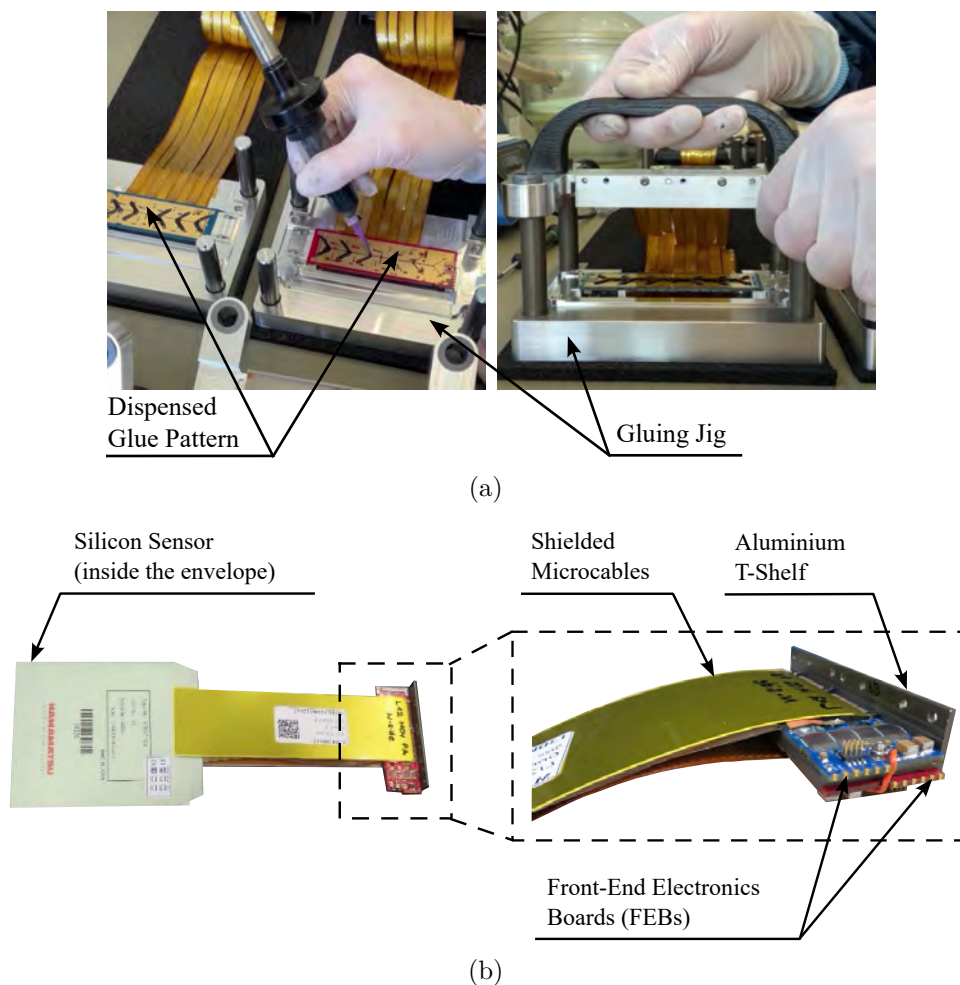 Dispensed
Glue Pattern
Gluing Jig
(a)
Silicon Sensor
(inside the envelope)
Shielded
Microcables
Aluminium
T-Shelf
HAMAMATSU
Front-End Electronics
Boards (FEBs)
(b)